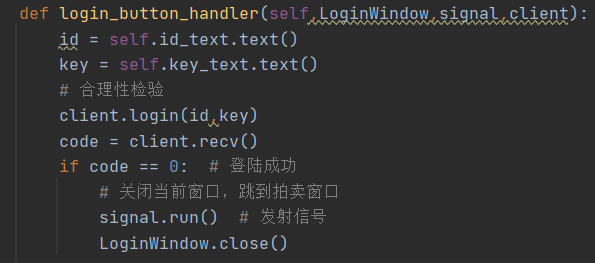 def login_button_handler(self,LoginWindow,signal,client):
id = self.id_text.text()
key = self.key_text.text()
# 合理性检验
client.login(id,key)
code = client.recv()
if code == 0:  # 登陆成功
# 关闭当前窗口，跳到拍卖窗口
signal.run()  # 发射信号
LoginWindow.close()